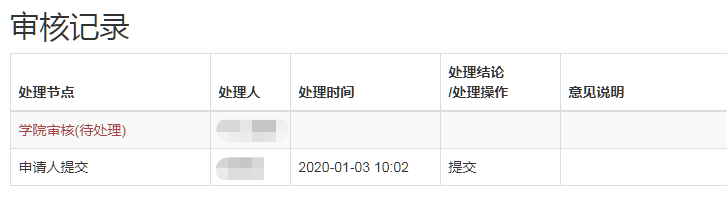 审核记录
处理节点 处理人 处理时间 处理结论
/处理操作 意见说明
学院审核(待处理)
申请人提交 2020-01-03 10:02 提交